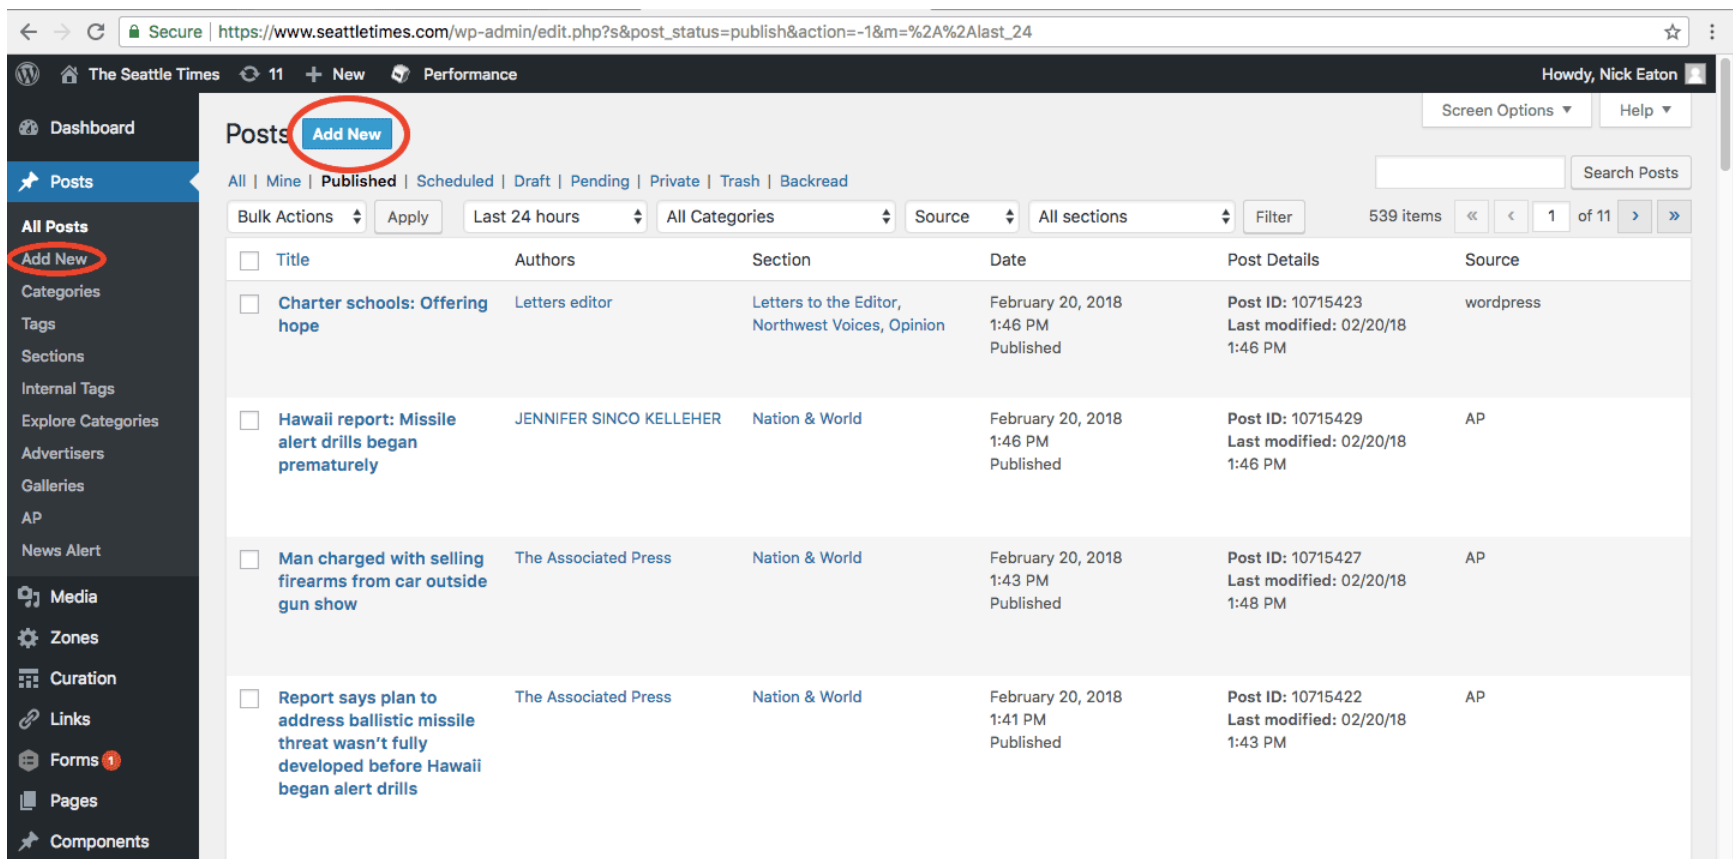 Secure | https://www.seattletimes.com/wp-admin/edit.php?s&post_status=publish&action=-1&m=%2A%2Alast_24
The Seattle Times 11 + New Performance Howdy, Nick Eaton
Screen Options Help
Dashboard
Posts
All Posts
Add New
Categories
Tags
Sections
Internal Tags
Explore Categories
Advertisers
Galleries
AP
News Alert
Media
Zones
Curation
Links
Forms 1
Pages
Components
Posts Add New
All | Mine | Published | Scheduled | Draft | Pending | Private | Trash | Backread
Search Posts
Bulk Actions Apply Last 24 hours All Categories Source All sections Filter 539 items « ‹ 1 of 11 › »
Title Authors Section Date Post Details Source
Charter schools: Offering Letters editor Letters to the Editor, February 20, 2018 Post ID: 10715423 wordpress
hope Northwest Voices, Opinion 1:46 PM Last modified: 02/20/18
Published 1:46 PM
Hawaii report: Missile JENNIFER SINCO KELLEHER Nation & World February 20, 2018 Post ID: 10715429 AP
alert drills began 1:46 PM Last modified: 02/20/18
prematurely Published 1:46 PM
Man charged with selling The Associated Press Nation & World February 20, 2018 Post ID: 10715427 AP
firearms from car outside 1:43 PM Last modified: 02/20/18
gun show Published 1:48 PM
Report says plan to The Associated Press Nation & World February 20, 2018 Post ID: 10715422 AP
address ballistic missile 1:41 PM Last modified: 02/20/18
threat wasn't fully Published 1:43 PM
developed before Hawaii
began alert drills